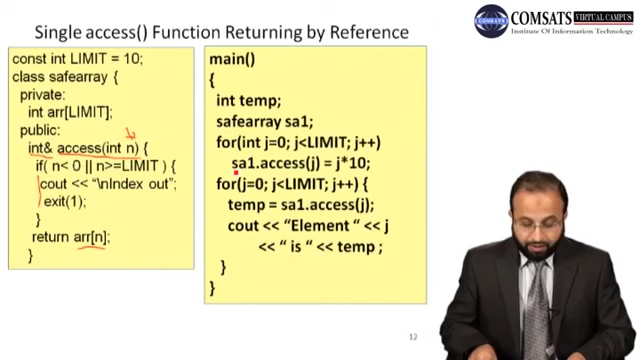 COMSATS VIRTUAL CAMPUS
Institute Of Information Technology
COMSATS
Single access() Function Returning by Reference
const int LIMIT = 10;
class safearray {
private:
int arr[LIMIT];
public:
int& access(int n) {
if( n< 0 || n>=LIMIT ) {
cout << “\nIndex out”;
exit(1);
}
return arr[n];
}
main()
{
int temp;
safearray sa1;
for(int j=0; j<LIMIT; j++)
sa1.access(j) = j*10;
for(j=0; j<LIMIT; j++) {
temp = sa1.access(j);
cout << “Element “ << j
<< “ is “ << temp ;
}
}
12